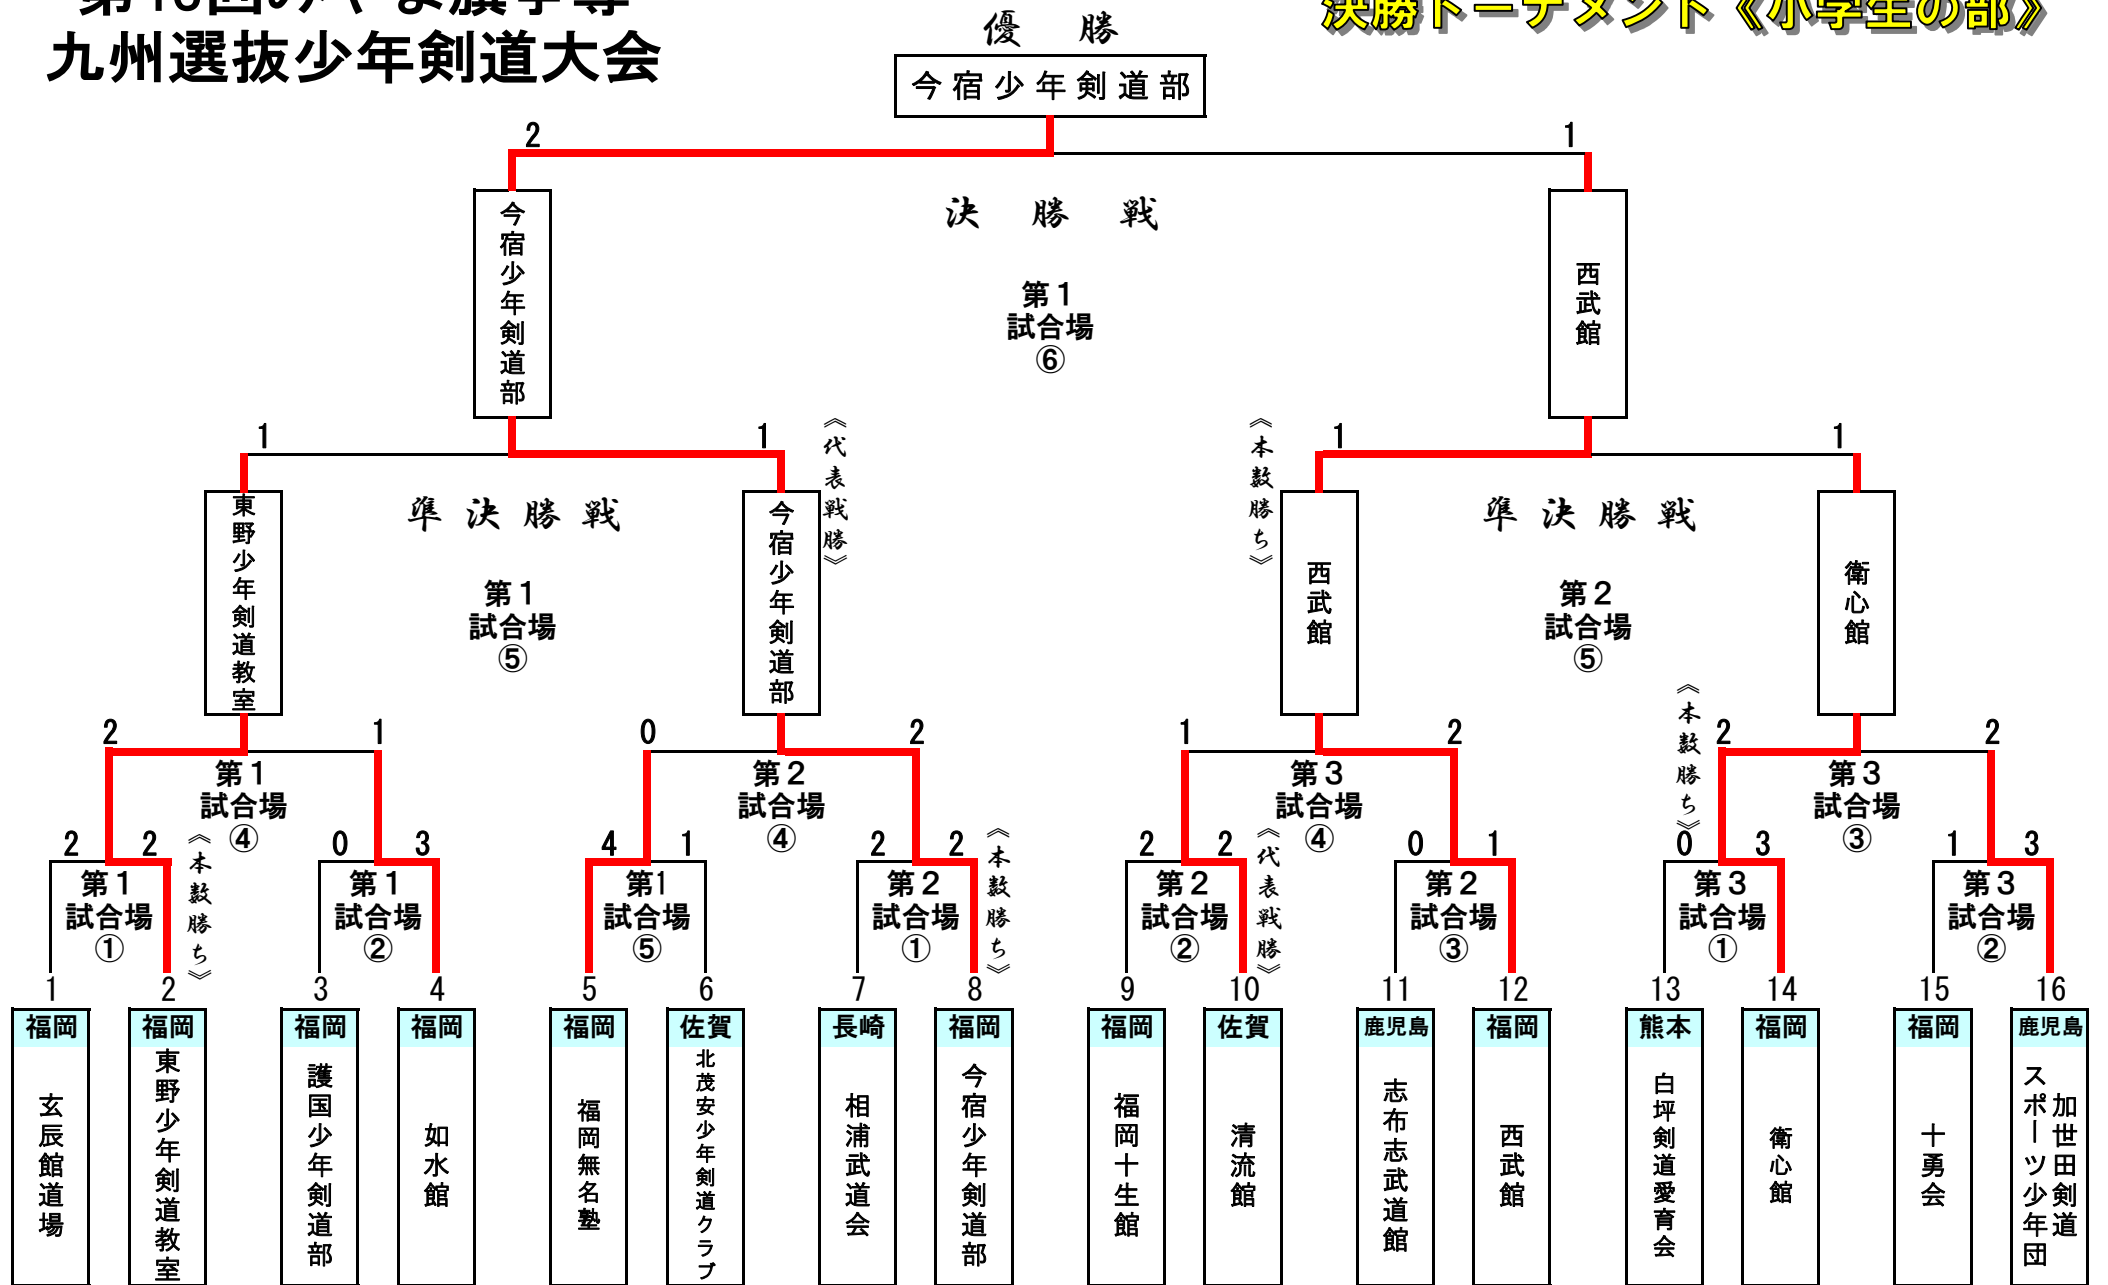 九州選抜少年剣道大会
決勝トーナメント《小学生の部》
優勝
今宿少年剣道部
2
1
今宿少年剣道部
決勝戦
第1
試合場
⑥
西武館
1
1
《代表戦勝》
《本数勝ち》
1
1
東野少年剣道教室
準決勝戦
第1
試合場
⑤
今宿少年剣道部
西武館
準決勝戦
第2
試合場
⑤
衛心館
2
1
0
2
1
2
《本数勝ち》
2
2
第1
試合場
④
第2
試合場
④
第3
試合場
④
第3
試合場
③
2
2
《本数勝ち》
0
3
4
1
2
2
《本数勝ち》
2
2
《代表戦勝》
0
1
0
3
1
3
第1
試合場
①
第1
試合場
②
第1
試合場
⑤
第2
試合場
①
第2
試合場
②
第2
試合場
③
第3
試合場
①
第3
試合場
②
1
福岡
玄辰館道場
2
福岡
東野少年剣道教室
3
福岡
護国少年剣道部
4
福岡
如水館
5
福岡
福岡無名塾
6
佐賀
北茂安少年剣道クラブ
7
長崎
相浦武道会
8
福岡
今宿少年剣道部
9
福岡
福岡十生館
10
佐賀
清流館
11
鹿児島
志布志武道館
12
福岡
西武館
13
熊本
白坪剣道愛育会
14
福岡
衛心館
15
福岡
十勇会
16
鹿児島
加世田剣道
スポーツ少年団